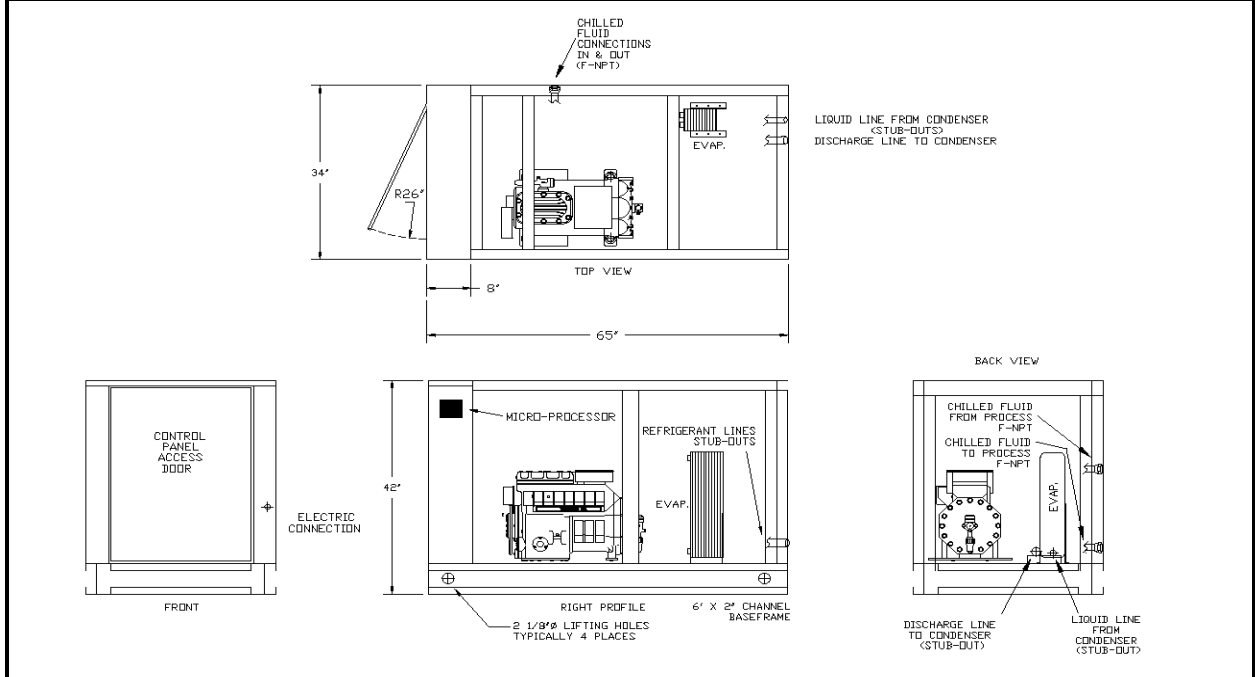 CHILLED
FLUID
CONNECTIONS
IN & OUT
(F-NPT)
34"
R26"
EVAP.
LIQUID LINE FROM CONDENSER
(STUB-OUTS)
DISCHARGE LINE TO CONDENSER
TOP VIEW
8"
65"
CONTROL
PANEL
ACCESS
DOOR
ELECTRIC
CONNECTION
FRONT
42"
MICRO-PROCESSOR
REFRIGERANT LINES
STUB-OUTS
EVAP.
RIGHT PROFILE
6" X 2" CHANNEL
BASEFRAME
2 1/8"Ø LIFTING HOLES
TYPICALLY 4 PLACES
BACK VIEW
CHILLED FLUID
FROM PROCESS
F-NPT
CHILLED FLUID
TO PROCESS
F-NPT
EVAP.
DISCHARGE LINE
TO CONDENSER
(STUB-OUT)
LIQUID LINE
FROM
CONDENSER
(STUB-OUT)